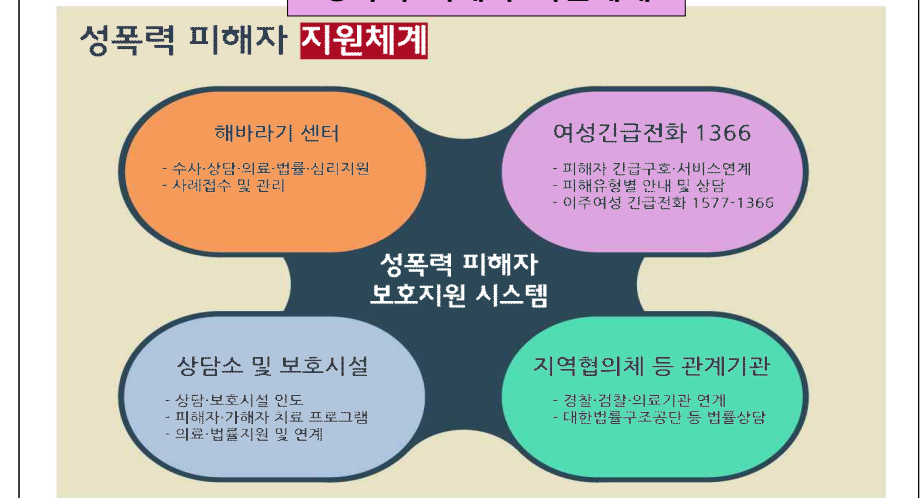 성폭력 피해자 지원체계
해바라기 센터
- 수사·상담·의료·법률·심리지원
- 사례접수 및 관리
여성긴급전화 1366
- 피해자 긴급구호·서비스연계
- 피해유형별 안내 및 상담
- 이주여성 긴급전화 1577-1366
성폭력 피해자
보호지원 시스템
상담소 및 보호시설
- 상담·보호시설 인도
- 피해자·가해자 치료 프로그램
- 의료·법률지원 및 연계
지역협의체 등 관계기관
- 경찰·검찰·의료기관 연계
- 대한법률구조공단 등 법률상담